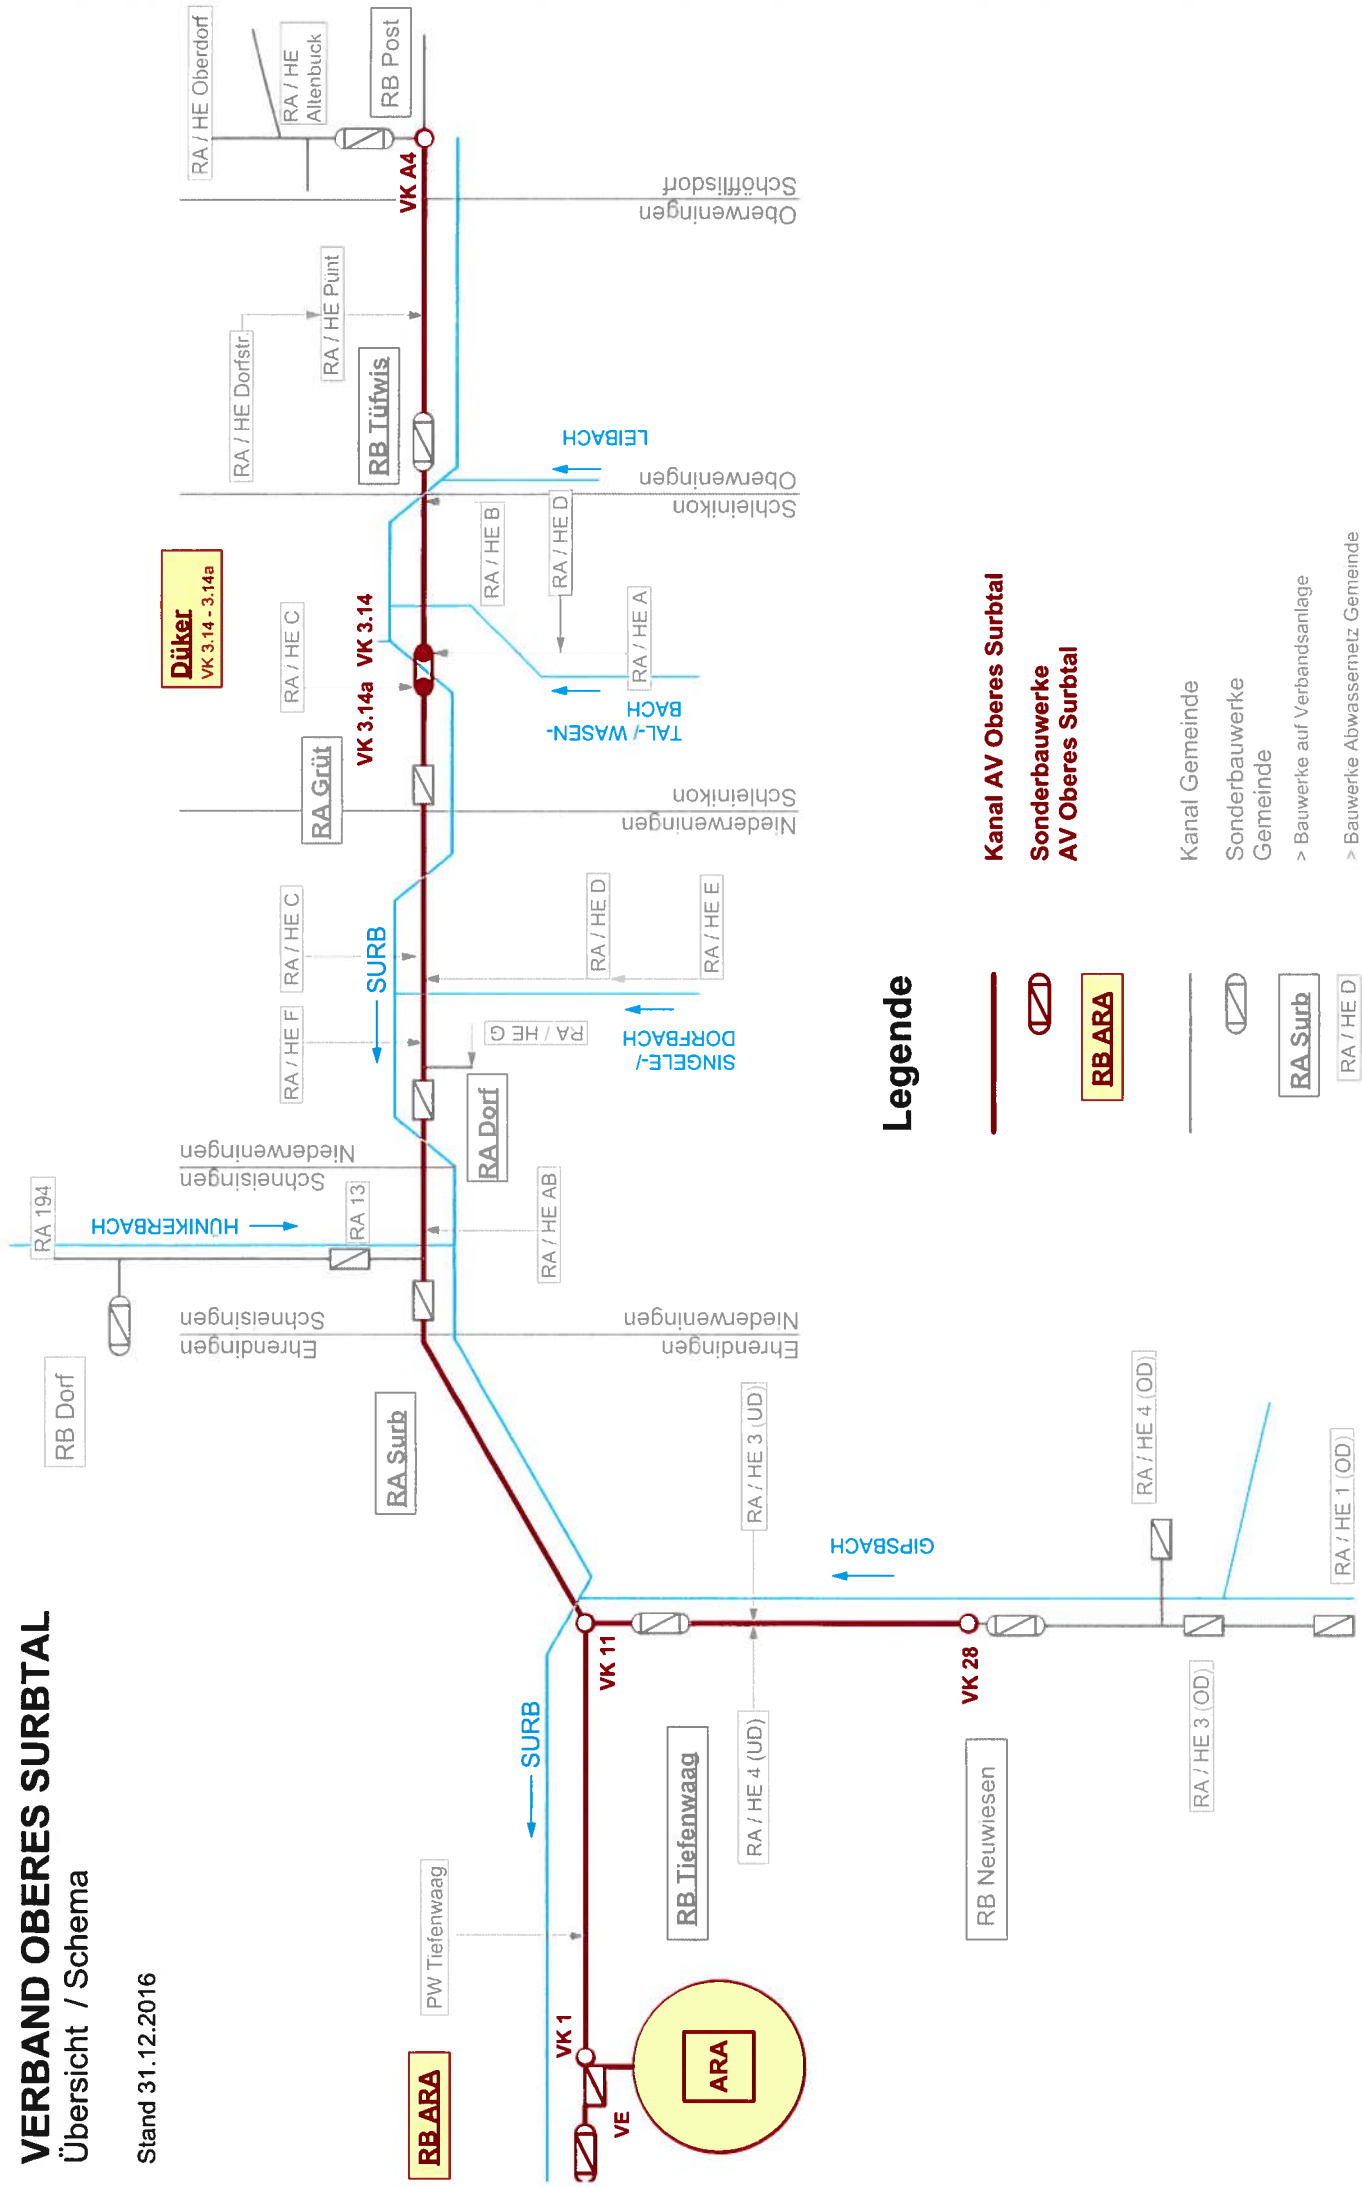 VERBAND OBERES SURBTAL
Übersicht / Schema
Stand 31.12.2016
RB ARA
VE
ARA
VK 1
PW Tiefenwaag
SURB
VK 11
RB Tiefenwaag
RA / HE 4 (UD)
RA / HE 3 (UD)
VK 28
RB Neuwiesen
RA / HE 3 (OD)
RA / HE 4 (OD)
RA / HE 1 (OD)
GIPSBACH
RB Dorf
RA Surb
Ehrendingen
Schneisingen
Ehrendingen
Niederweningen
RA 194
HÜNIKERBACH
RA 13
RA / HE AB
Schneisingen
Niederweningen
RA Dorf
RA / HE F
RA / HE G
SURB
RA / HE C
SINGELE-/
DORFBACH
RA / HE D
RA / HE E
RA Grüt
Niederweningen
Schleinikon
Düker
VK 3.14 - 3.14a
RA / HE C
VK 3.14a
VK 3.14
TAL-/ WASEN-
BACH
RA / HE A
RA / HE D
RA / HE B
Schleinikon
Oberweningen
LEIBACH
RB Tüfwis
RA / HE Dorfstr.
RA / HE Pünt
Oberweningen
Schöfflisdorf
VK A4
RA / HE Oberdorf
RA / HE
Altenbuck
RB Post
Legende
Kanal AV Oberes Surbtal
Sonderbauwerke
AV Oberes Surbtal
RB ARA
Kanal Gemeinde
Sonderbauwerke
Gemeinde
RA Surb
> Bauwerke auf Verbandsanlage
RA / HE D
> Bauwerke Abwassernetz Gemeinde